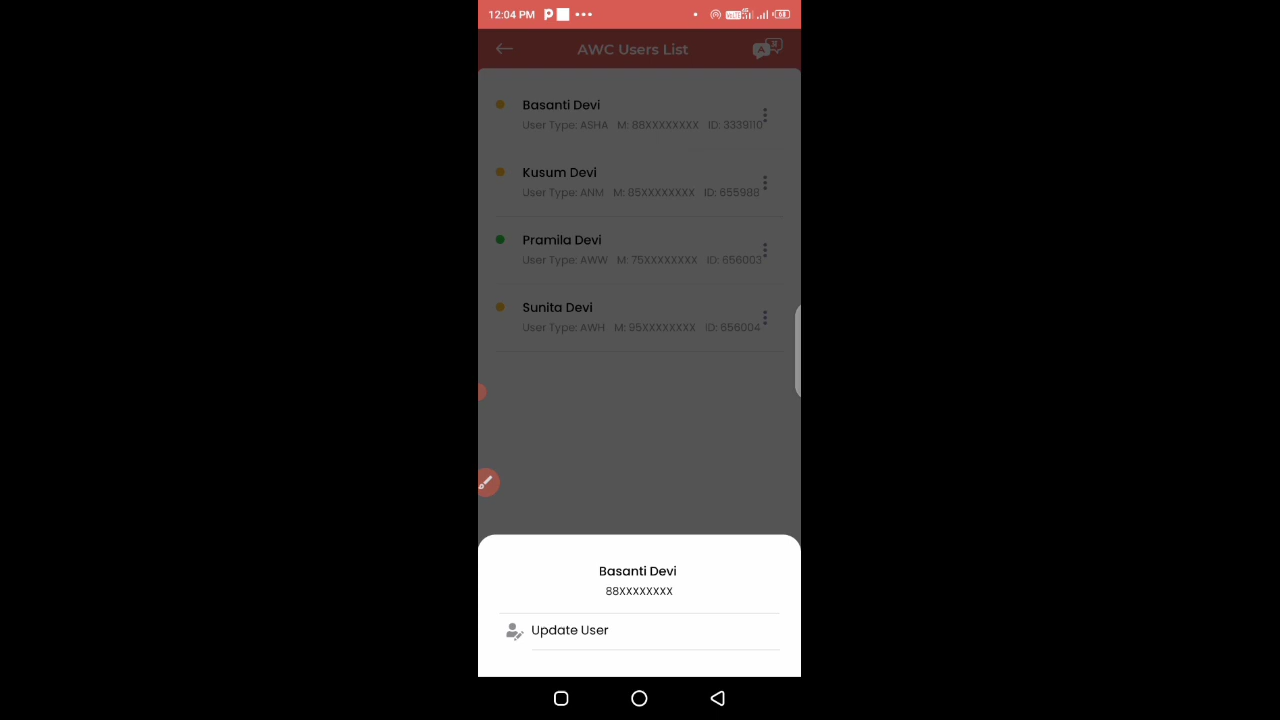 12:04 PM
AWC Users List
Basanti Devi
User Type: ASHA M: 88XXXXXXXX ID: 3339110
Kusum Devi
User Type: ANM M: 85XXXXXXXX ID: 655988
Pramila Devi
User Type: AWW M: 75XXXXXXXX ID: 656003
Sunita Devi
User Type: AWH M: 95XXXXXXXX ID: 656004
Basanti Devi
88XXXXXXXX
Update User